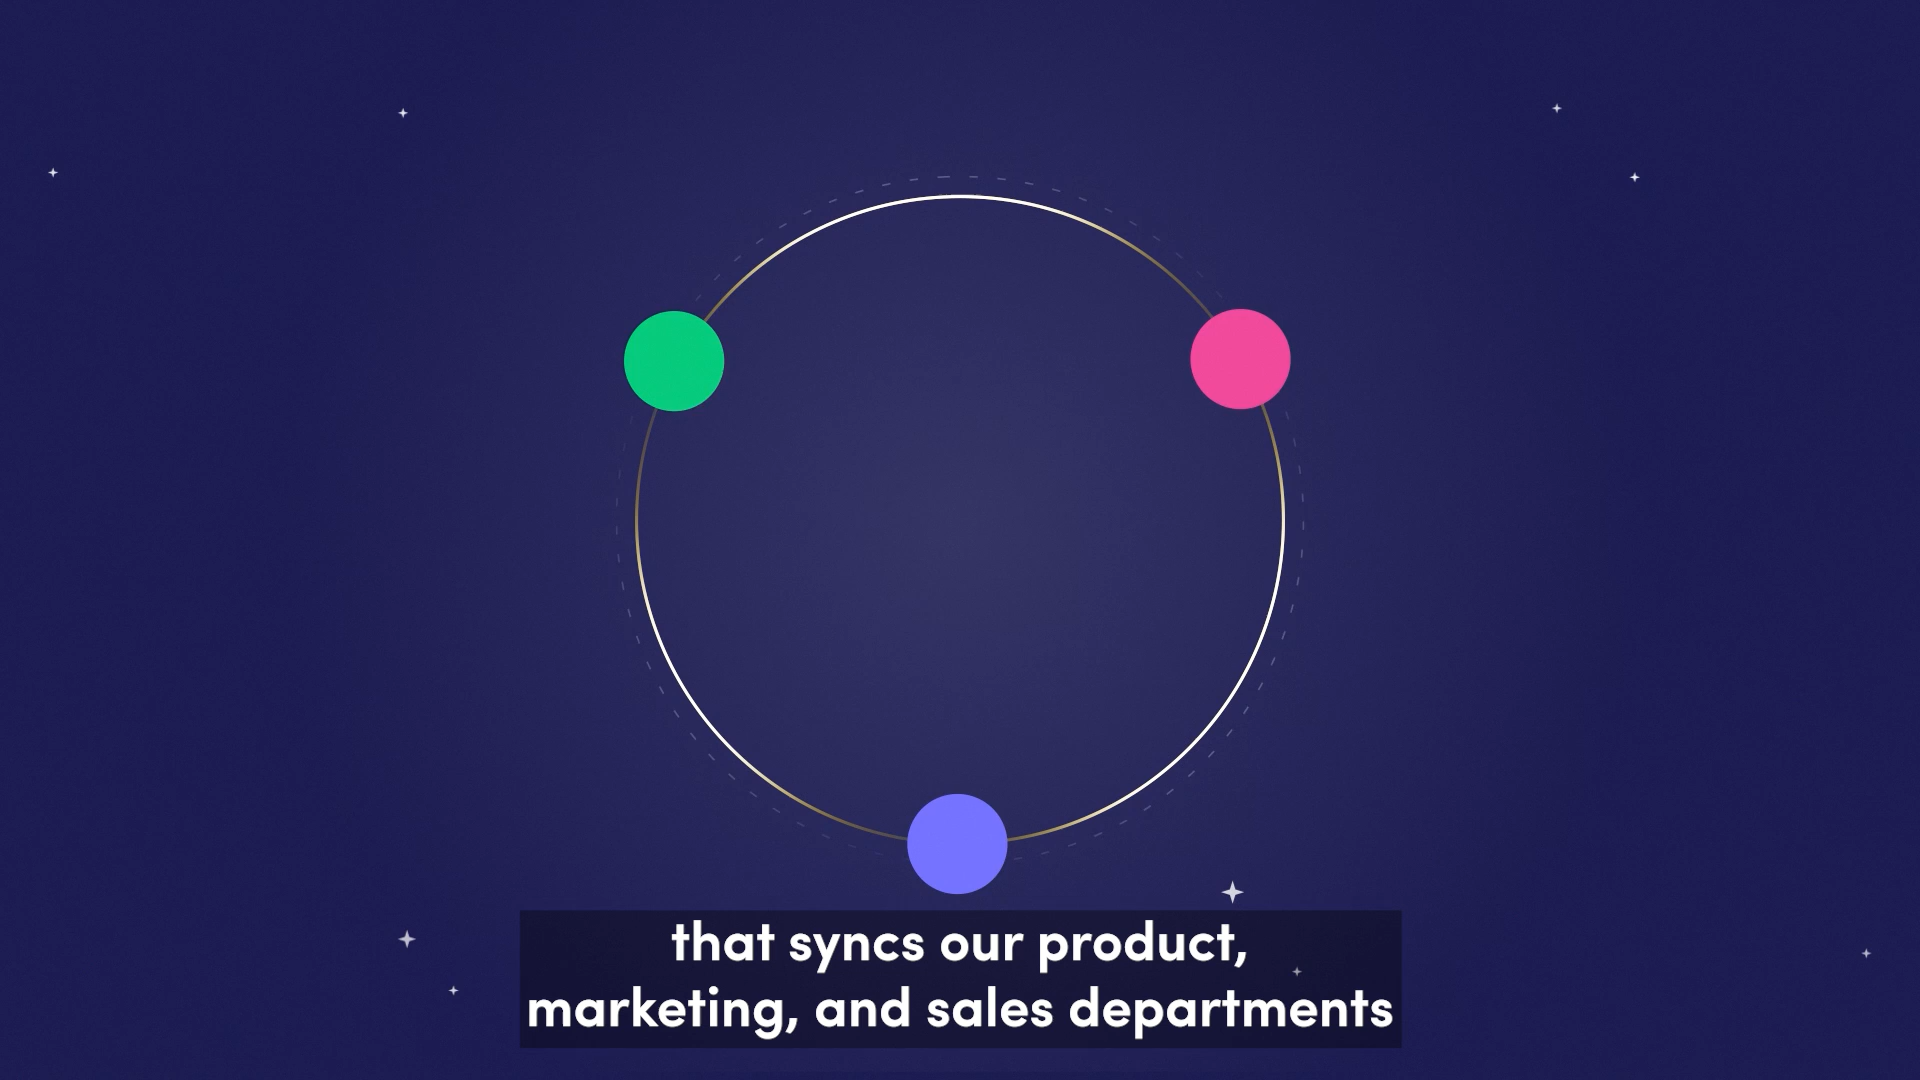 that syncs our product,
marketing, and sales departments